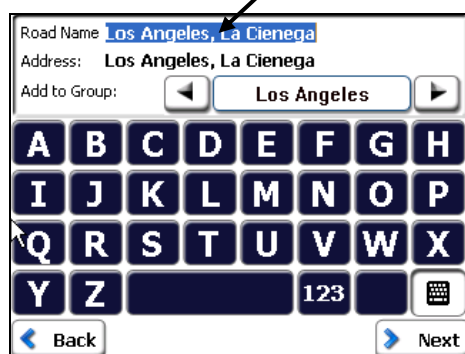 Road Name Los Angeles, La Cienega
Address: Los Angeles, La Cienega
Add to Group: Los Angeles
A B C D E F G H
I J K L M N O P
Q R S T U V W X
Y Z 123
Back Next